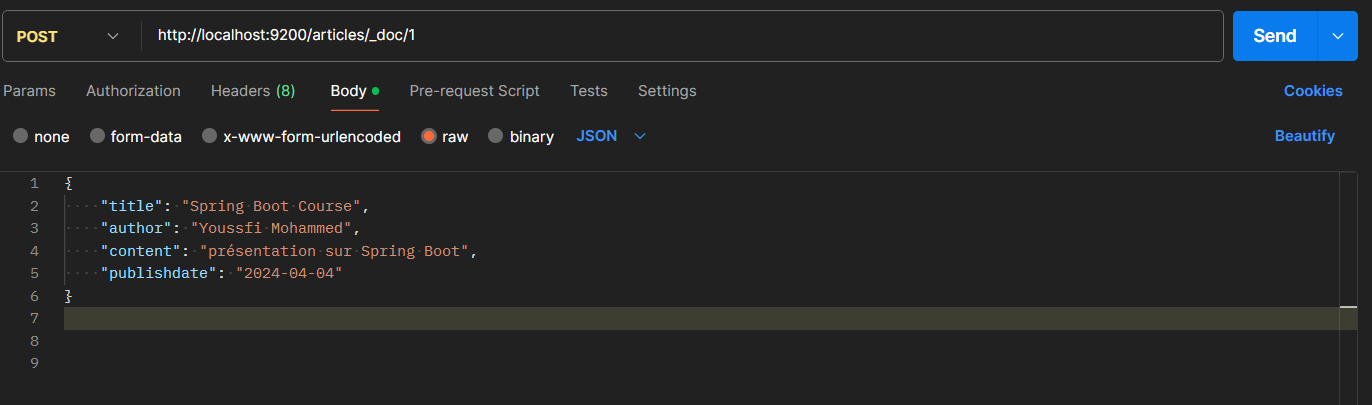 POST http://localhost:9200/articles/_doc/1 Send
Params Authorization Headers (8) Body Pre-request Script Tests Settings Cookies
none form-data x-www-form-urlencoded raw binary JSON Beautify
1 {
2 "title": "Spring Boot Course",
3 "author": "Youssfi Mohammed",
4 "content": "présentation sur Spring Boot",
5 "publishdate": "2024-04-04"
6 }
7
8
9